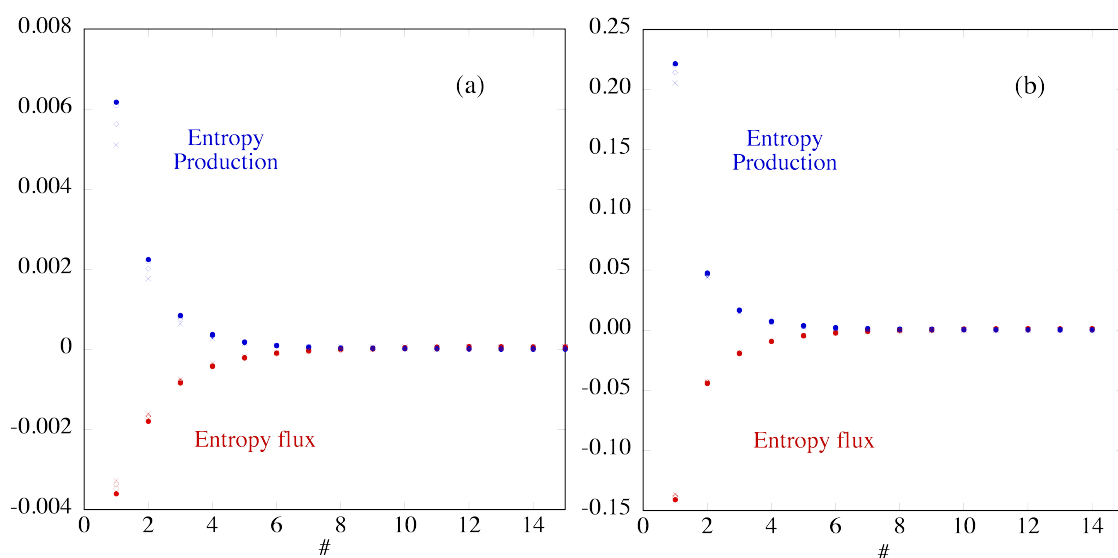 0.008
(a)
0.006
Entropy
Production
0.004
0.002
0
-0.002
Entropy flux
-0.004
0 2 4 6 8 10 12 14
#
0.25
(b)
0.20
Entropy
Production
0.15
0.10
0.05
0.00
-0.05
Entropy flux
-0.10
-0.15
0 2 4 6 8 10 12 14
#